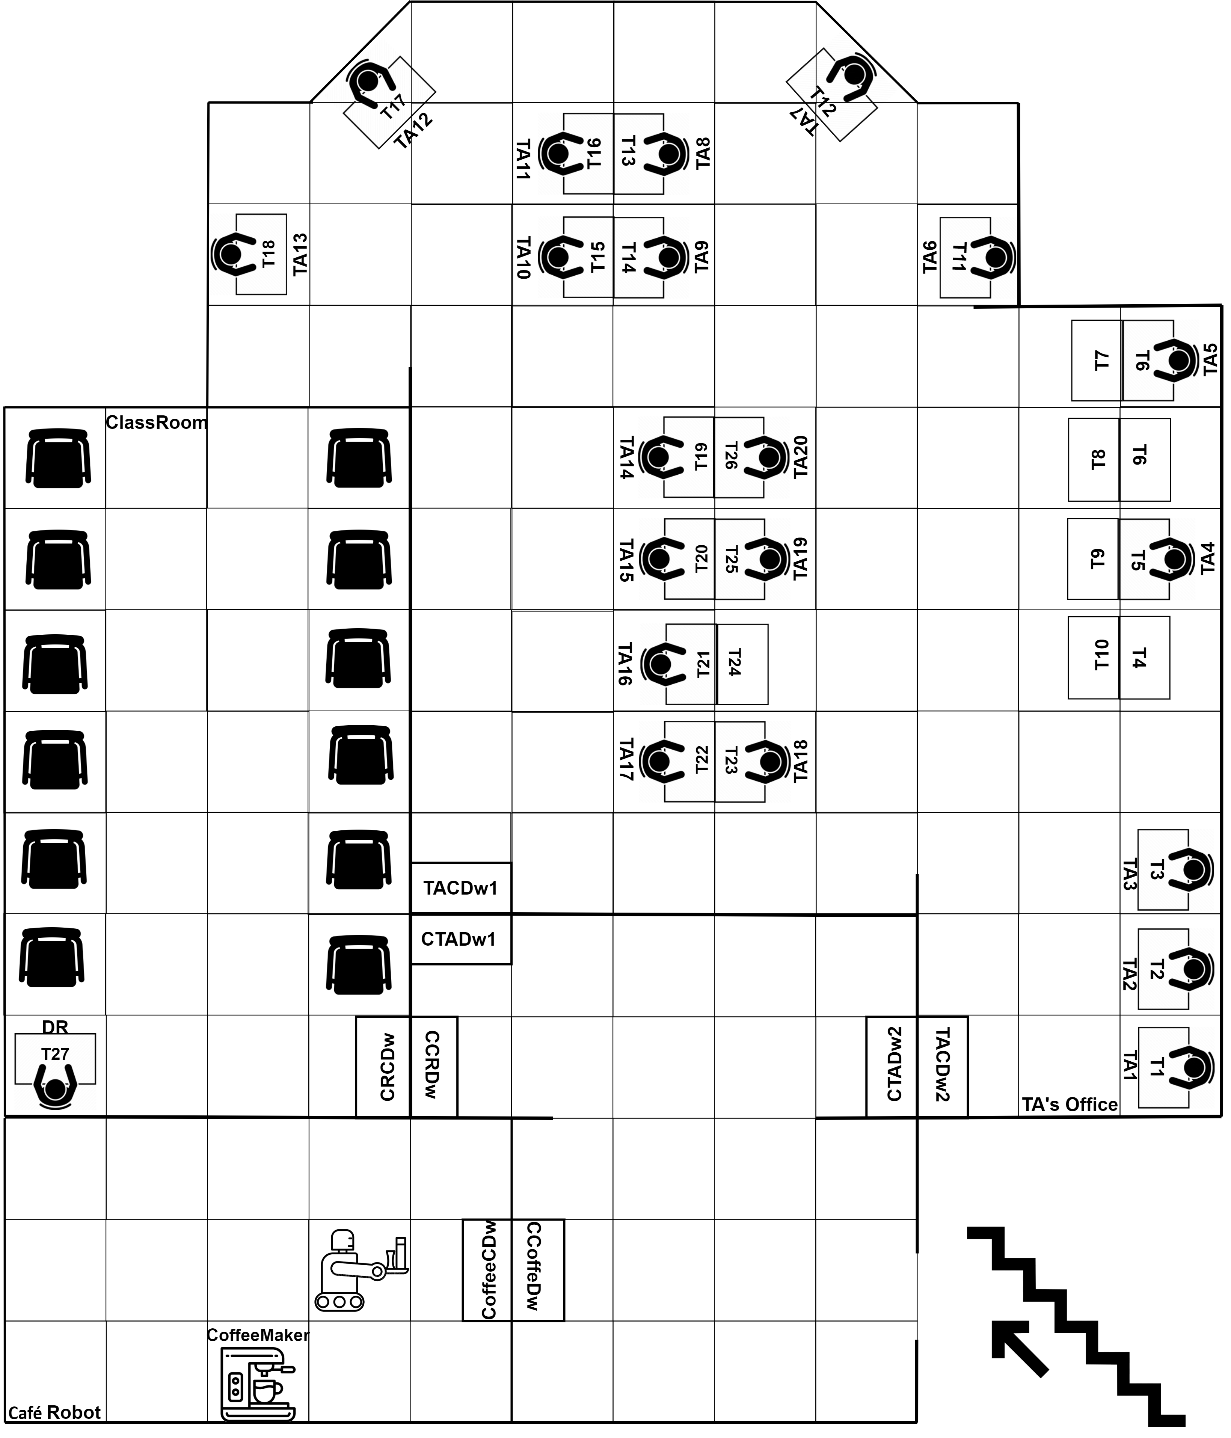 T17
TA12
T12
TA7
TA11
T16
T13
TA8
T18
TA13
TA10
T15
T14
TA9
TA6
T11
T7
T6
TA5
ClassRoom
TA14
T19
T26
TA20
T8
T6
TA15
T20
T25
TA19
T9
T5
TA4
TA16
T21
T24
T10
T4
TA17
T22
T23
TA18
TACDw1
TA3
T3
CTADw1
TA2
T2
DR
T27
CRCDw
CCRDw
CTADw2
TACDw2
TA1
T1
TA's Office
CoffeeCDw
CCoffeDw
CoffeeMaker
Café Robot